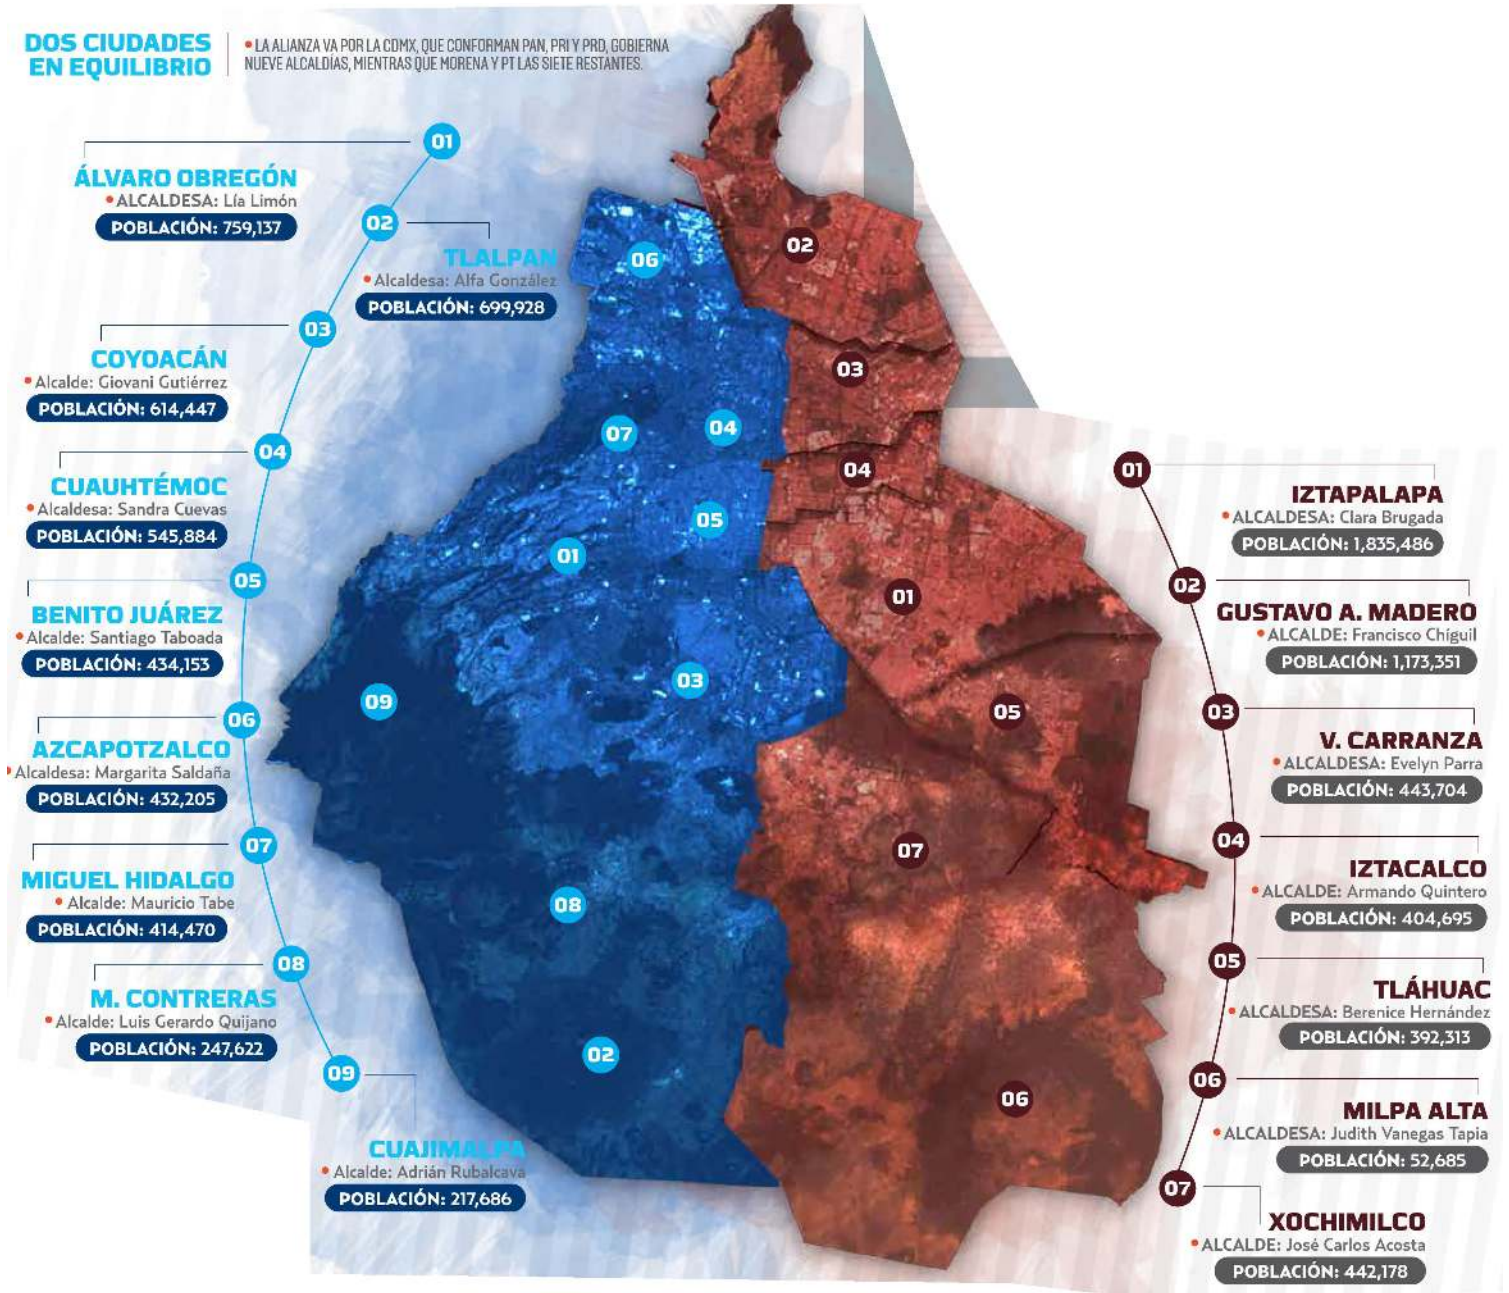 DOS CIUDADES
EN EQUILIBRIO
• LA ALIANZA VA POR LA CDMX, QUE CONFORMAN PAN, PRI Y PRD, GOBIERNA
NUEVE ALCALDÍAS, MIENTRAS QUE MORENA Y PT LAS SIETE RESTANTES.
01
ÁLVARO OBREGÓN
• ALCALDESA: Lía Limón
POBLACIÓN: 759,137
02
TLALPAN
• Alcaldesa: Alfa González
POBLACIÓN: 699,928
03
COYOACÁN
• Alcalde: Giovani Gutiérrez
POBLACIÓN: 614,447
04
CUAUHTÉMOC
• Alcaldesa: Sandra Cuevas
POBLACIÓN: 545,884
05
BENITO JUÁREZ
• Alcalde: Santiago Taboada
POBLACIÓN: 434,153
06
AZCAPOTZALCO
• Alcaldesa: Margarita Saldaña
POBLACIÓN: 432,205
07
MIGUEL HIDALGO
• Alcalde: Mauricio Tabe
POBLACIÓN: 414,470
08
M. CONTRERAS
• Alcalde: Luis Gerardo Quijano
POBLACIÓN: 247,622
09
CUAJIMALPA
• Alcalde: Adrián Rubalcava
POBLACIÓN: 217,686
06
07
04
05
01
03
09
08
02
02
03
04
01
05
07
06
01
IZTAPALAPA
• ALCALDESA: Clara Brugada
POBLACIÓN: 1,835,486
02
GUSTAVO A. MADERO
• ALCALDE: Francisco Chíguil
POBLACIÓN: 1,173,351
03
V. CARRANZA
• ALCALDESA: Evelyn Parra
POBLACIÓN: 443,704
04
IZTACALCO
• ALCALDE: Armando Quintero
POBLACIÓN: 404,695
05
TLÁHUAC
• ALCALDESA: Berenice Hernández
POBLACIÓN: 392,313
06
MILPA ALTA
• ALCALDESA: Judith Vanegas Tapia
POBLACIÓN: 52,685
07
XOCHIMILCO
• ALCALDE: José Carlos Acosta
POBLACIÓN: 442,178